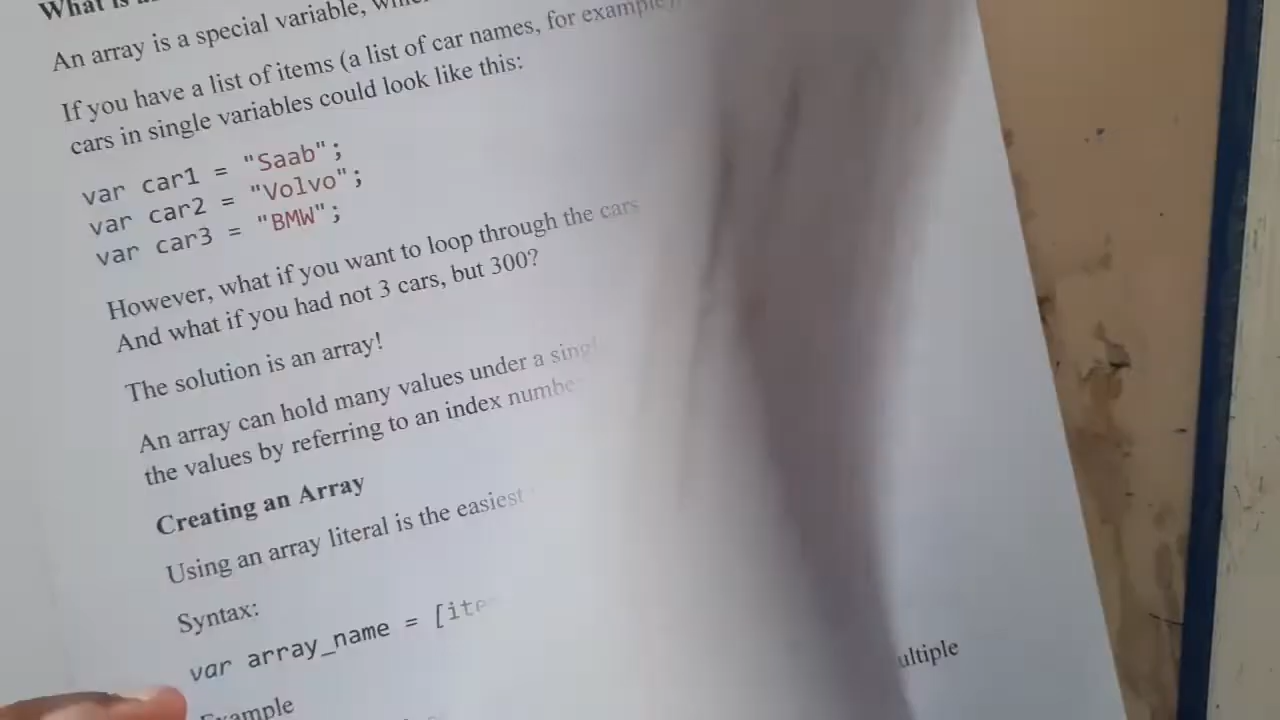 What is
An array is a special variable,
If you have a list of items (a list of car names, for example),
cars in single variables could look like this:
var car1 = "Saab";
var car2 = "Volvo";
var car3 = "BMW";
However, what if you want to loop through the cars
And what if you had not 3 cars, but 300?
The solution is an array!
An array can hold many values under a
the values by referring to an index
Creating an Array
Using an array literal is the easiest
Syntax:
var array_name = [
ultiple
Example